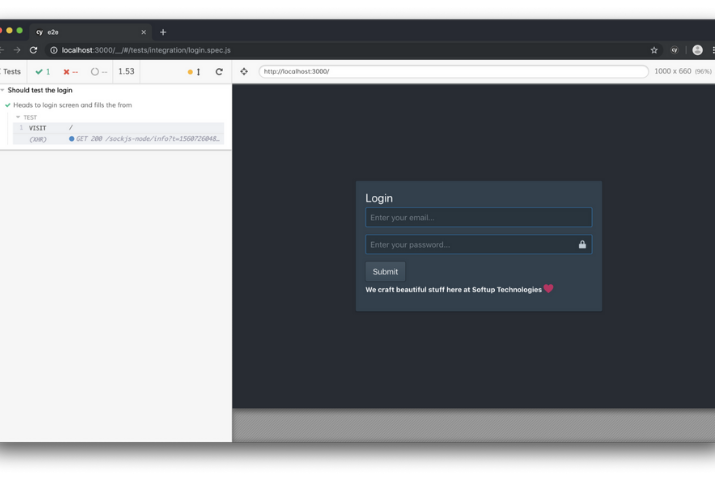 cy e2e
localhost:3000/__/#/tests/integration/login.spec.js
Tests 1 -- -- 1.53 http://localhost:3000/ 1000 x 660 (96%)
Should test the login
Heads to login screen and fills the from
TEST
1 VISIT /
(XHR) GET 200 /sockjs-node/info?t=1560726048…
Login
Enter your email...
Enter your password...
Submit
We craft beautiful stuff here at Softup Technologies